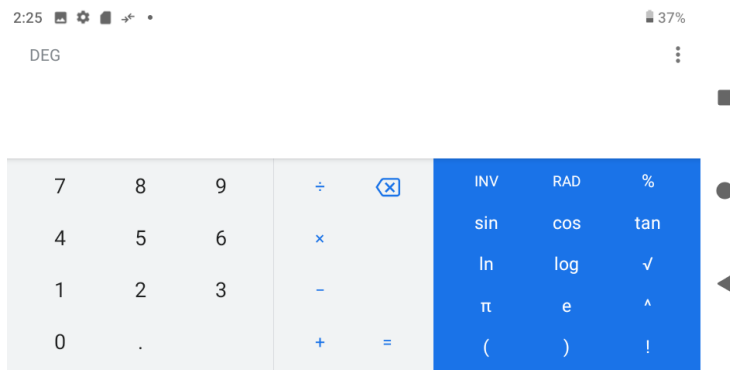 2:25 37%
DEG
7 8 9 ÷ INV RAD %
4 5 6 × sin cos tan
1 2 3 − ln log √
0 . + = π e ^
( ) !